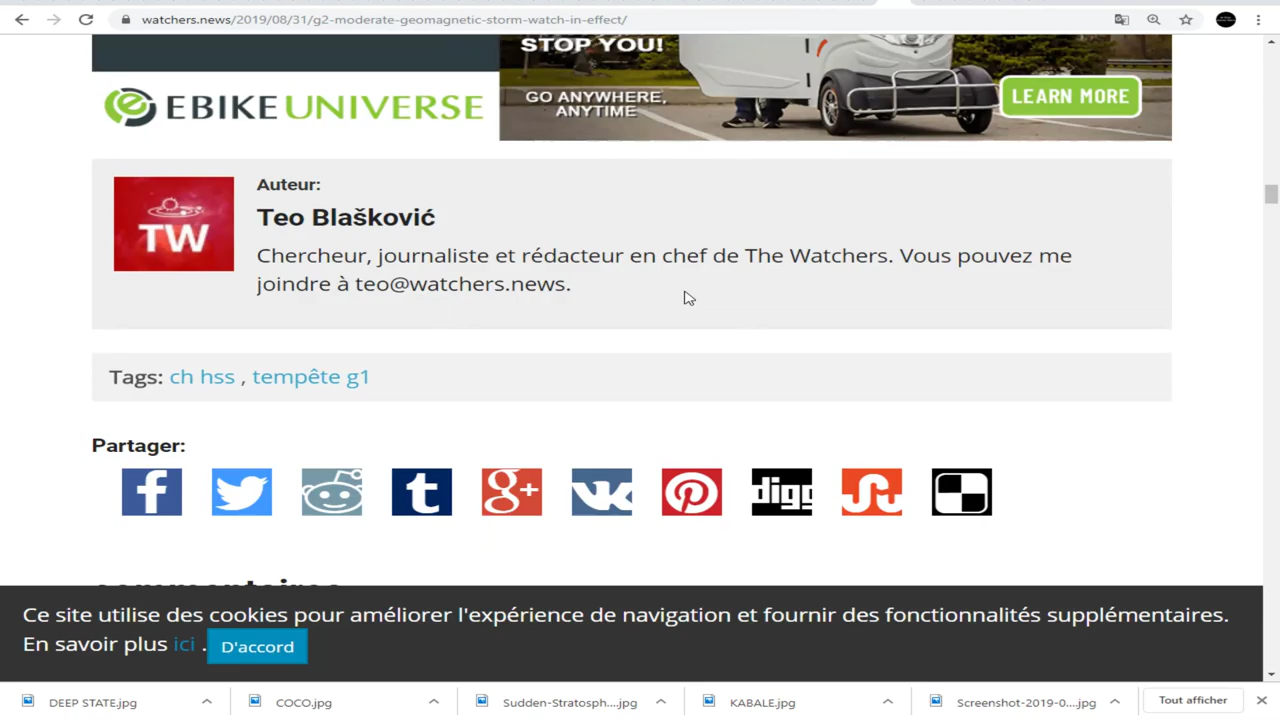 watchers.news/2019/08/31/g2-moderate-geomagnetic-storm-watch-in-effect/
STOP YOU!
GO ANYWHERE,
ANYTIME
LEARN MORE
EBIKE UNIVERSE
TW
Auteur:
Teo Blašković
Chercheur, journaliste et rédacteur en chef de The Watchers. Vous pouvez me
joindre à teo@watchers.news.
Tags: ch hss , tempête g1
Partager:
f
t
g+
digg
commentaires
Ce site utilise des cookies pour améliorer l'expérience de navigation et fournir des fonctionnalités supplémentaires.
En savoir plus ici . D'accord
DEEP STATE.jpg
COCO.jpg
Sudden-Stratosph....jpg
KABALE.jpg
Screenshot-2019-0....jpg
Tout afficher